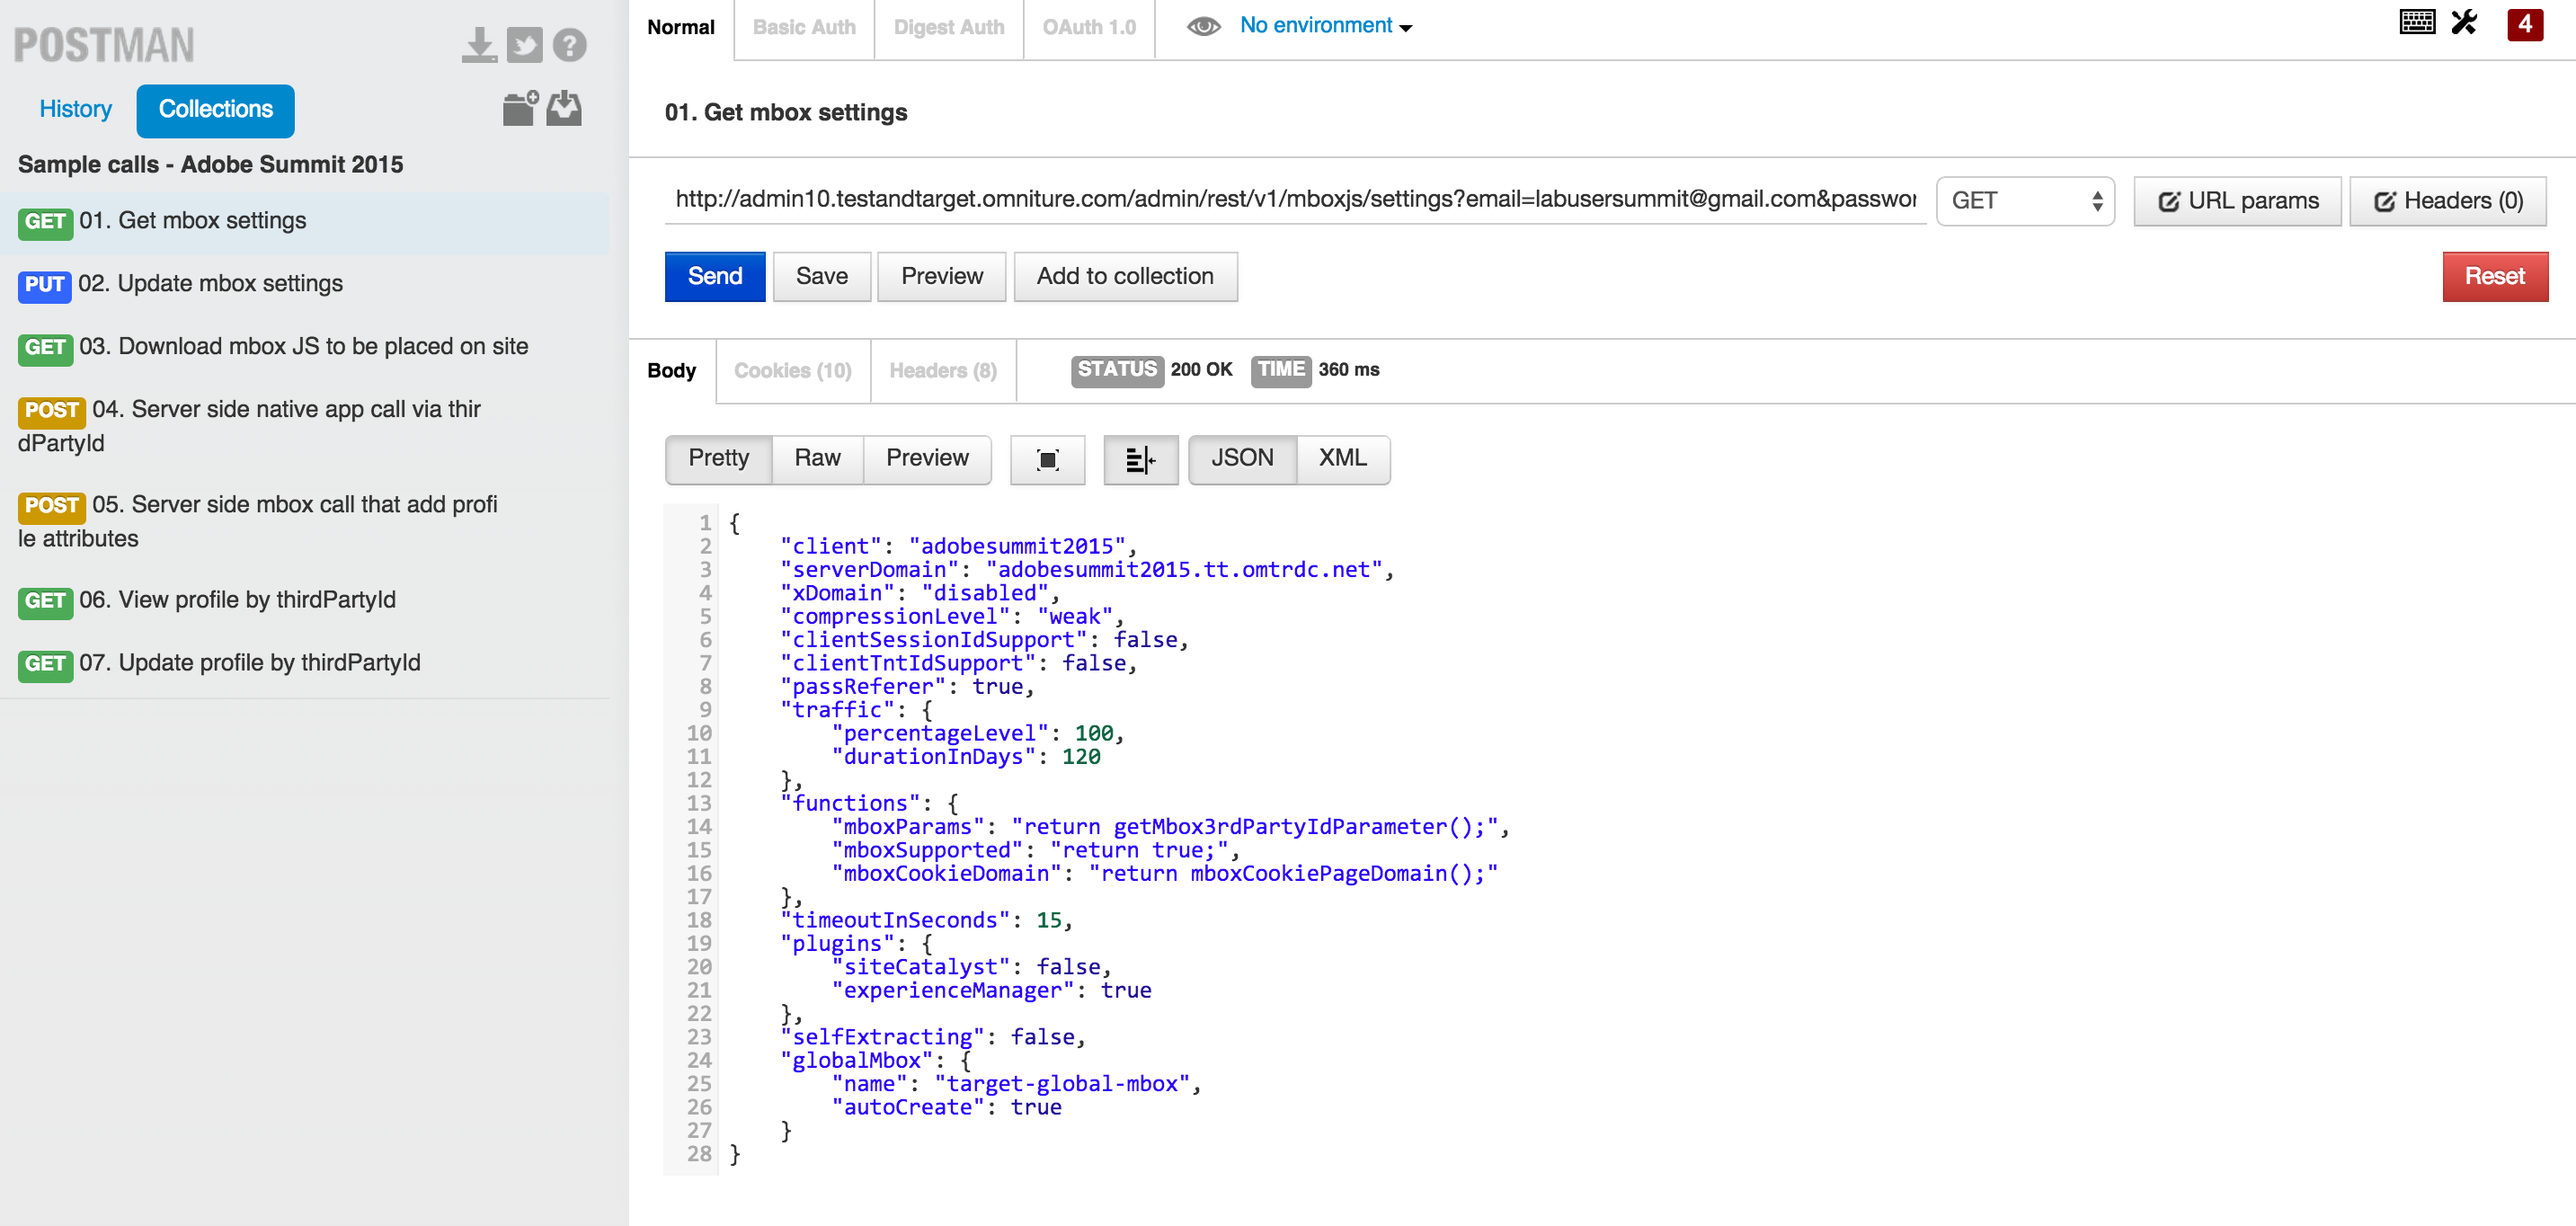 POSTMAN
History
Collections
Sample calls - Adobe Summit 2015
GET 01. Get mbox settings
PUT 02. Update mbox settings
GET 03. Download mbox JS to be placed on site
POST 04. Server side native app call via thir
dPartyId
POST 05. Server side mbox call that add profi
le attributes
GET 06. View profile by thirdPartyId
GET 07. Update profile by thirdPartyId
Normal Basic Auth Digest Auth OAuth 1.0 No environment 4
01. Get mbox settings
http://admin10.testandtarget.omniture.com/admin/rest/v1/mboxjs/settings?email=labusersummit@gmail.com&passwor GET URL params Headers (0)
Send Save Preview Add to collection Reset
Body Cookies (10) Headers (8) STATUS 200 OK TIME 360 ms
Pretty Raw Preview JSON XML
1 {
2 "client": "adobesummit2015",
3 "serverDomain": "adobesummit2015.tt.omtrdc.net",
4 "xDomain": "disabled",
5 "compressionLevel": "weak",
6 "clientSessionIdSupport": false,
7 "clientTntIdSupport": false,
8 "passReferer": true,
9 "traffic": {
10 "percentageLevel": 100,
11 "durationInDays": 120
12 },
13 "functions": {
14 "mboxParams": "return getMbox3rdPartyIdParameter();",
15 "mboxSupported": "return true;",
16 "mboxCookieDomain": "return mboxCookiePageDomain();"
17 },
18 "timeoutInSeconds": 15,
19 "plugins": {
20 "siteCatalyst": false,
21 "experienceManager": true
22 },
23 "selfExtracting": false,
24 "globalMbox": {
25 "name": "target-global-mbox",
26 "autoCreate": true
27 }
28 }